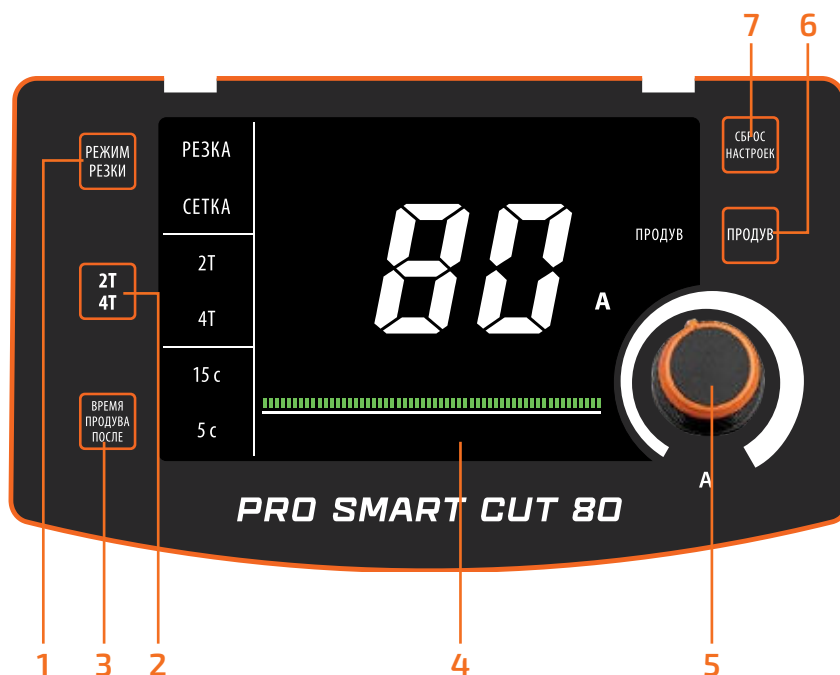 7
6
РЕЖИМ
РЕЗКИ
2T
4T
ВРЕМЯ
ПРОДУВА
ПОСЛЕ
РЕЗКА
СЕТКА
2T
4T
15 с
5 с
80
A
ПРОДУВ
СБРОС
НАСТРОЕК
ПРОДУВ
A
PRO SMART CUT 80
1
3
2
4
5